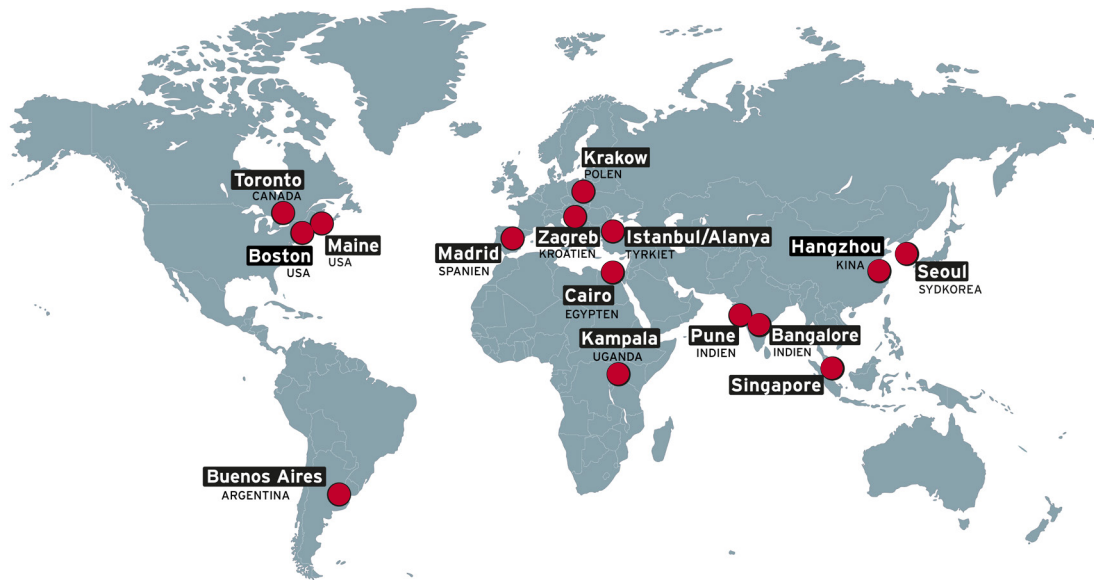 Krakow
POLEN
Toronto
CANADA
Zagreb
KROATIEN
Istanbul/Alanya
TYRKIET
Maine
USA
Boston
USA
Madrid
SPANIEN
Hangzhou
KINA
Seoul
SYDKOREA
Cairo
EGYPTEN
Pune
INDIEN
Bangalore
INDIEN
Kampala
UGANDA
Singapore
Buenos Aires
ARGENTINA